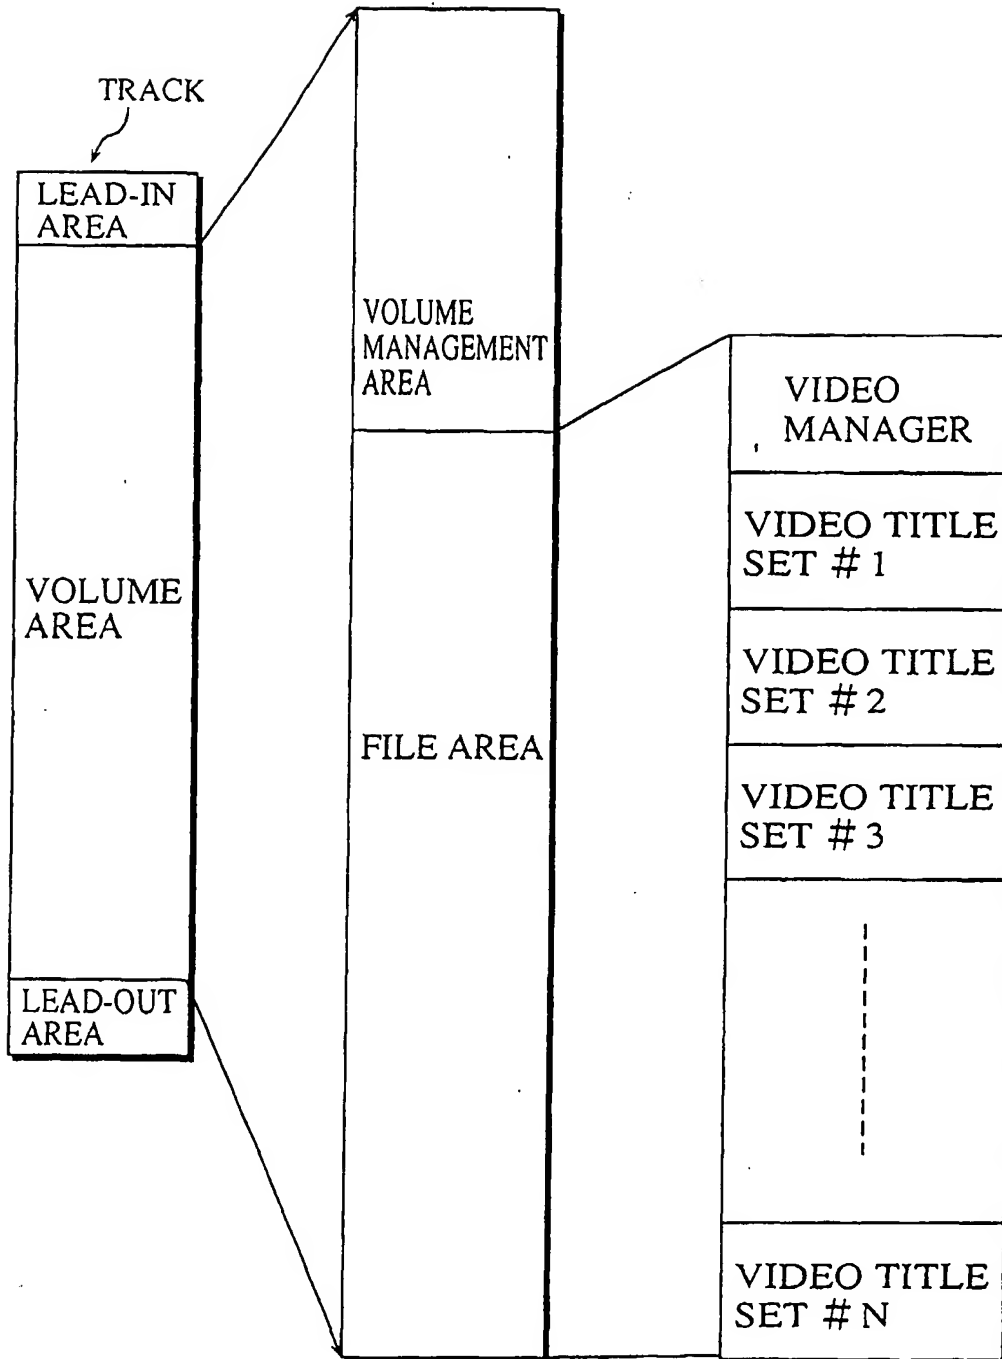 TRACK
LEAD-IN
AREA
VOLUME
AREA
LEAD-OUT
AREA
VOLUME
MANAGEMENT
AREA
FILE AREA
VIDEO
MANAGER
VIDEO TITLE
SET #1
VIDEO TITLE
SET #2
VIDEO TITLE
SET #3
VIDEO TITLE
SET #N